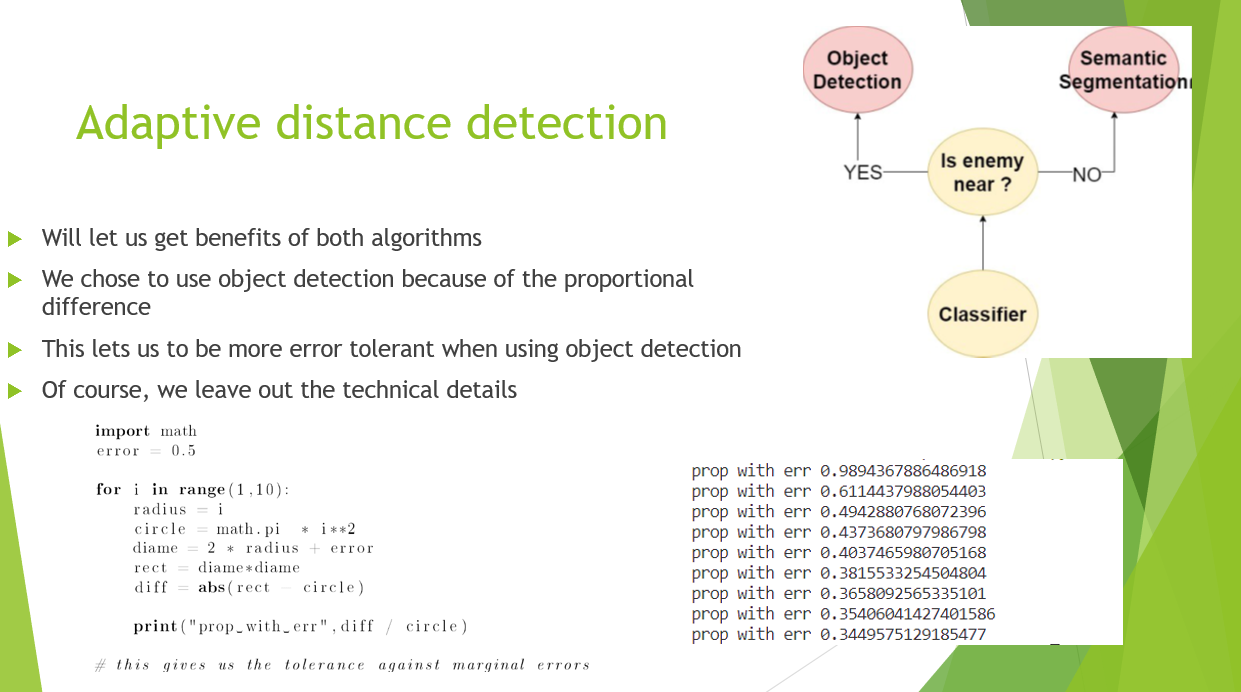 Adaptive distance detection
Will let us get benefits of both algorithms
We chose to use object detection because of the proportional
difference
This lets us to be more error tolerant when using object detection
Of course, we leave out the technical details
Object
Detection
Semantic
Segmentation
Is enemy
near ?
YES
NO
Classifier
import math
error = 0.5
for i in range(1,10):
radius = i
circle = math.pi * i**2
diame = 2 * radius + error
rect = diame*diame
diff = abs(rect - circle)
print("prop_with_err",diff / circle)
# this gives us the tolerance against marginal errors
prop with err 0.9894367886486918
prop with err 0.6114437988054403
prop with err 0.4942880768072396
prop with err 0.4373680797986798
prop with err 0.4037465980705168
prop with err 0.3815533254504804
prop with err 0.3658092565335101
prop with err 0.35406041427401586
prop with err 0.3449575129185477